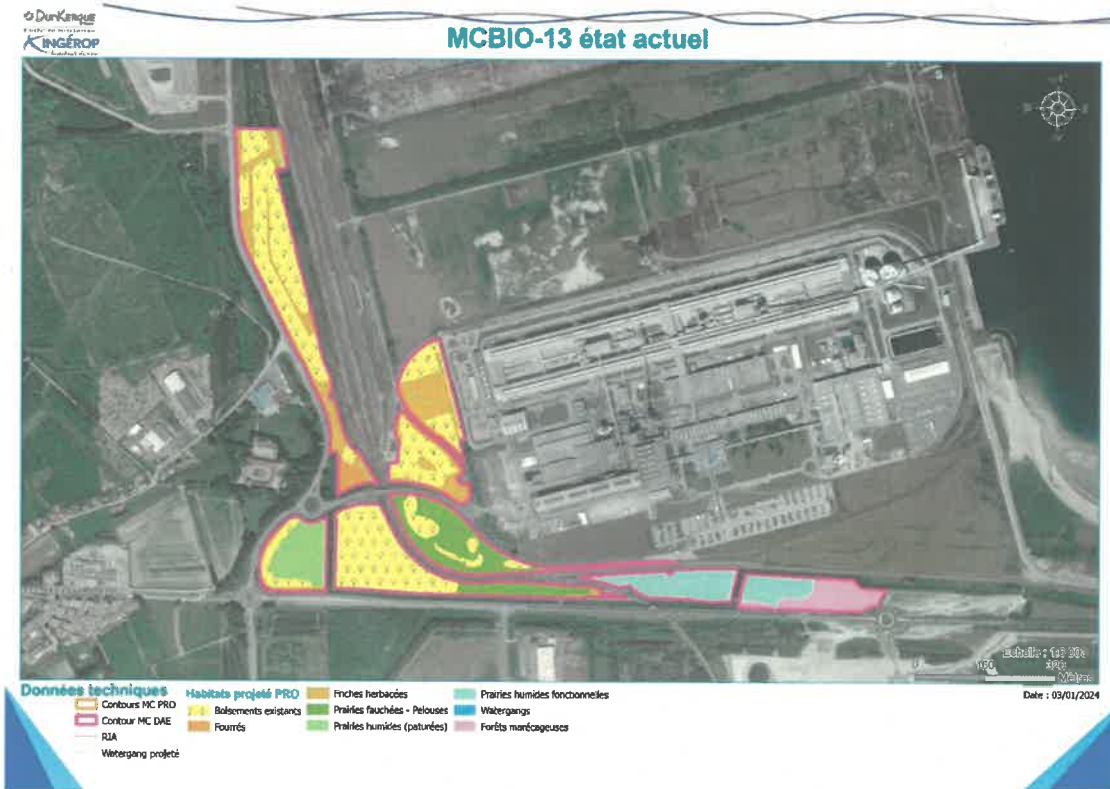 DunKerque
INGÉROP
MCBIO-13 état actuel
Mètres
Données techniques
Contours MC PRO
Contour MC DAE
RIA
Watergang projeté
Habitats projeté PRO
Boisements existants
Fourrés
Friches herbacées
Prairies fauchées - Pelouses
Prairies humides (paturées)
Prairies humides fonctionnelles
Watergangs
Forêts marécageuses
Date : 03/01/2024